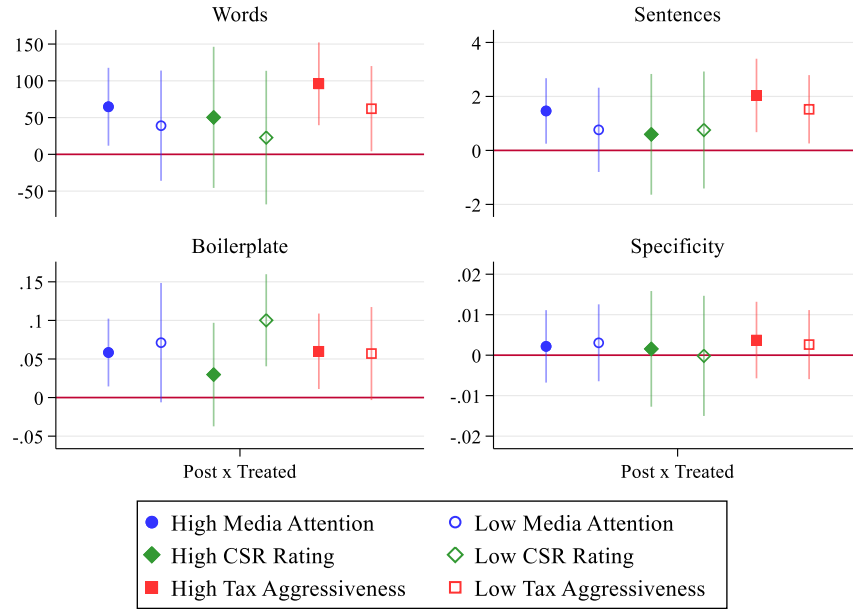 Words
150
100
50
0
-50
Sentences
4
2
0
-2
Boilerplate
.15
.1
.05
0
-.05
Post x Treated
Specificity
.02
.01
0
-.01
-.02
Post x Treated
High Media Attention
Low Media Attention
High CSR Rating
Low CSR Rating
High Tax Aggressiveness
Low Tax Aggressiveness